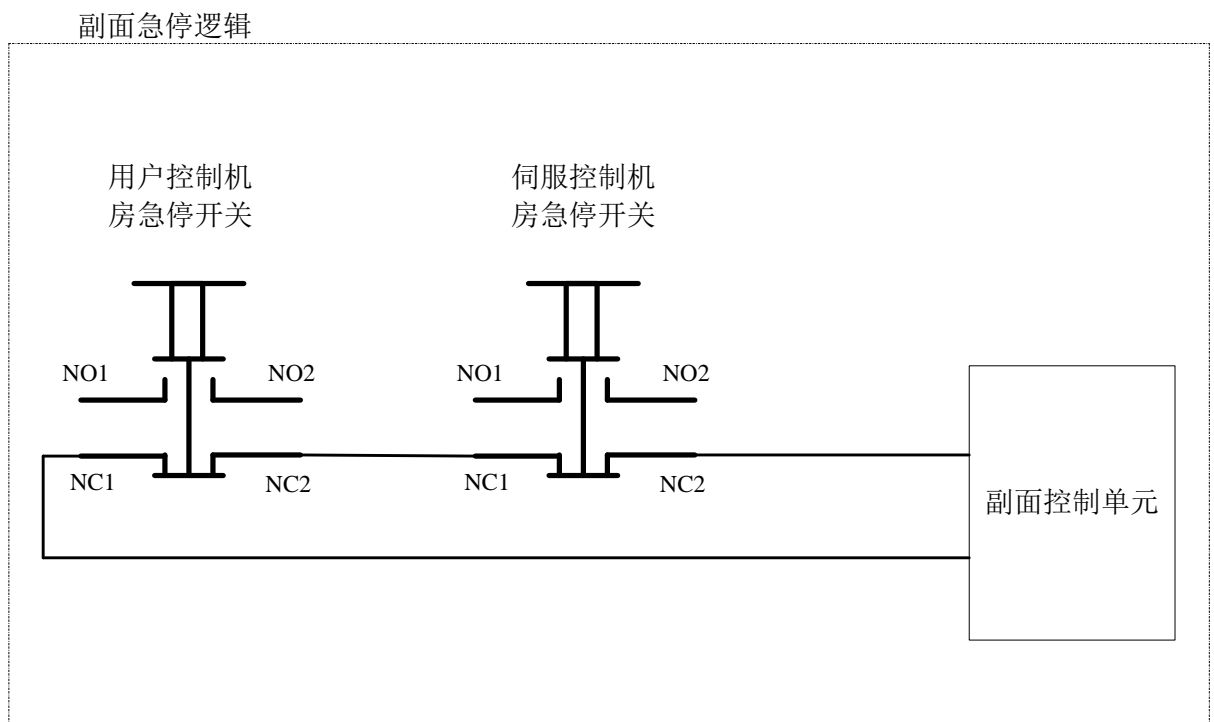 副面急停逻辑
用户控制机
房急停开关
伺服控制机
房急停开关
NO1
NO2
NO1
NO2
NC1
NC2
NC1
NC2
副面控制单元